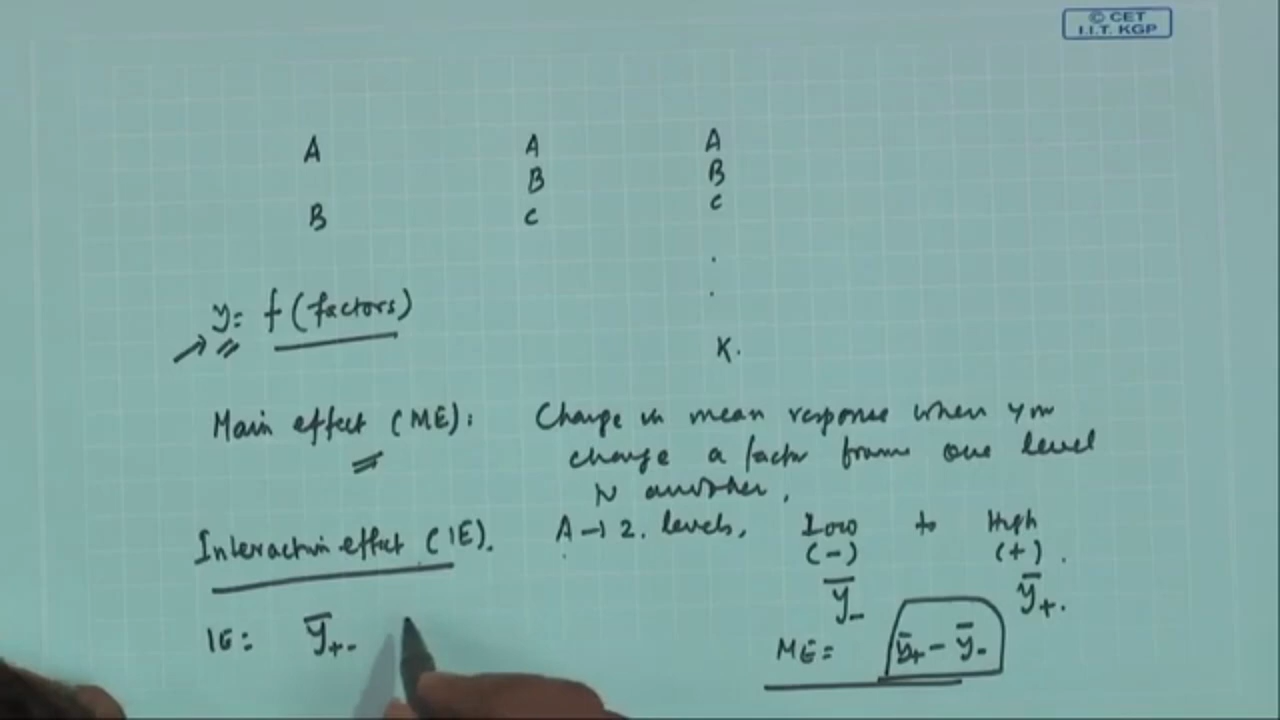 © CET
I.I.T. KGP
A A A
B B
B C C
.
.
y = f (factors)
K.
Main effect (ME): Change in mean response when you
change a factor from one level
to another.
Interaction effect (IE). A → 2. levels. Low to High
(-) (+).
ȳ₋ ȳ₊.
IE: ȳ₊.
ME = ȳ₊ - ȳ₋